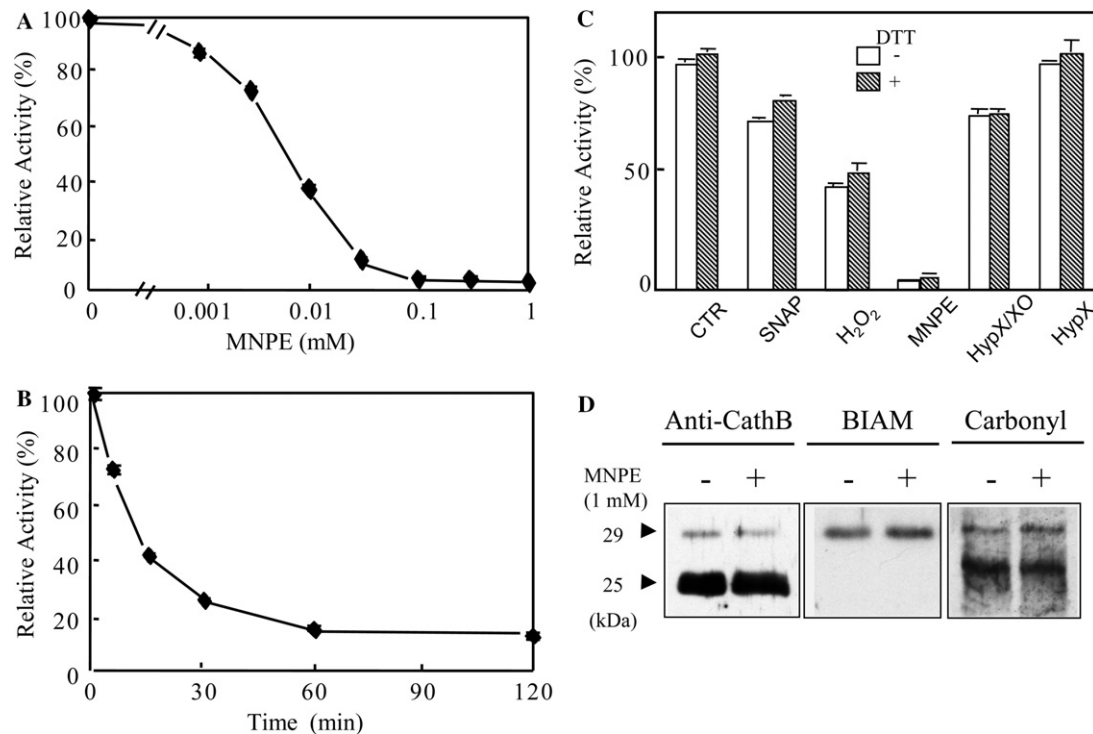 A
Relative Activity (%)
100
80
60
40
20
0
0 0.001 0.01 0.1 1
MNPE (mM)
B
Relative Activity (%)
100
80
60
40
20
0
0 30 60 90 120
Time (min)
C
Relative Activity (%)
100
50
0
DTT
-
+
CTR SNAP H₂O₂ MNPE HypX/XO HypX
D
Anti-CathB BIAM Carbonyl
MNPE - + - + - +
(1 mM)
29
25
(kDa)